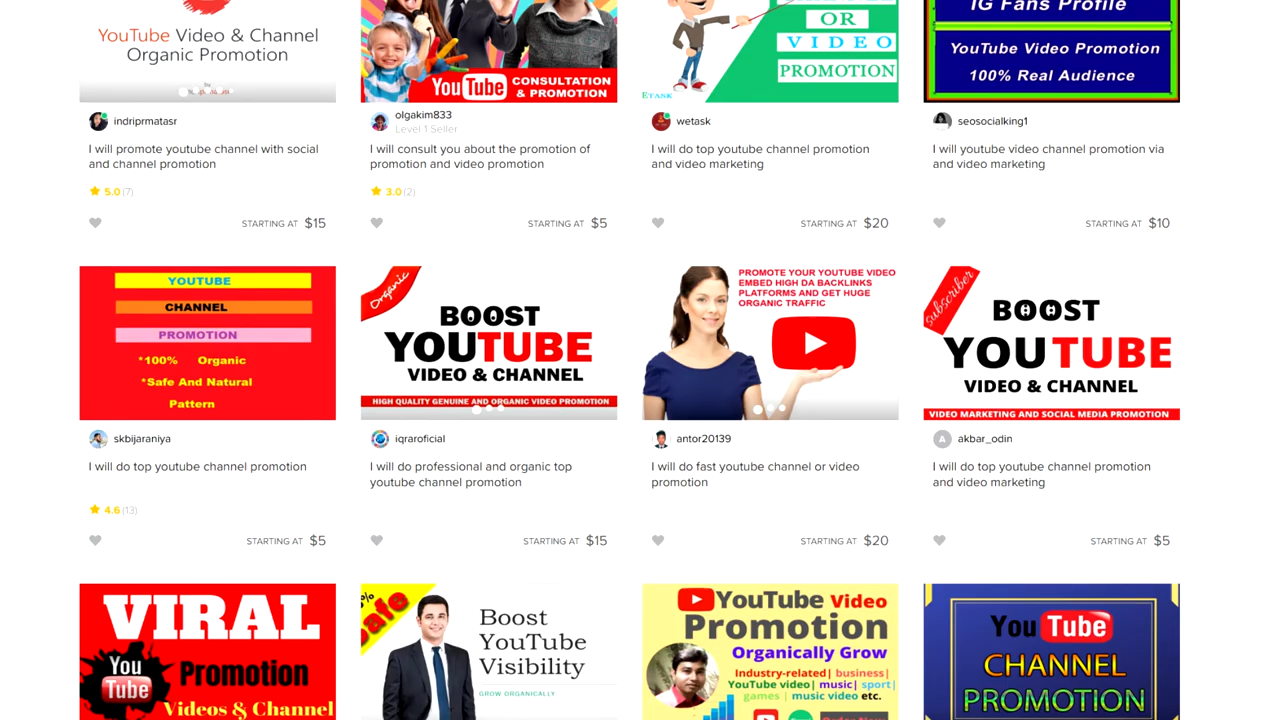 YouTube Video & Channel
Organic Promotion
by
YouTube CONSULTATION
& PROMOTION
OR
VIDEO
PROMOTION
ETASK
IG Fans Profile
YouTube Video Promotion
100% Real Audience
indriprmatasr
olgakim833
Level 1 Seller
wetask
seosocialking1
I will promote youtube channel with social
and channel promotion
I will consult you about the promotion of
promotion and video promotion
I will do top youtube channel promotion
and video marketing
I will youtube video channel promotion via
and video marketing
5.0 (7)
3.0 (2)
STARTING AT $15
STARTING AT $5
STARTING AT $20
STARTING AT $10
YOUTUBE
CHANNEL
PROMOTION
*100% Organic
*Safe And Natural
Pattern
Organic
BOOST
YOUTUBE
VIDEO & CHANNEL
HIGH QUALITY GENUINE AND ORGANIC VIDEO PROMOTION
PROMOTE YOUR YOUTUBE VIDEO
EMBED HIGH DA BACKLINKS
PLATFORMS AND GET HUGE
ORGANIC TRAFFIC
subscriber
BOOST
YOUTUBE
VIDEO & CHANNEL
VIDEO MARKETING AND SOCIAL MEDIA PROMOTION
skbijaraniya
iqraroficial
antor20139
A
akbar_odin
I will do top youtube channel promotion
I will do professional and organic top
youtube channel promotion
I will do fast youtube channel or video
promotion
I will do top youtube channel promotion
and video marketing
4.6 (13)
STARTING AT $5
STARTING AT $15
STARTING AT $20
STARTING AT $5
VIRAL
You
Tube
Promotion
Videos & Channel
%
Safe
Boost
YouTube
Visibility
GROW ORGANICALLY
YouTube Video
Promotion
Organically Grow
Industry-related| business|
YouTube video| music| sport|
games | music video etc.
YouTube
CHANNEL
PROMOTION